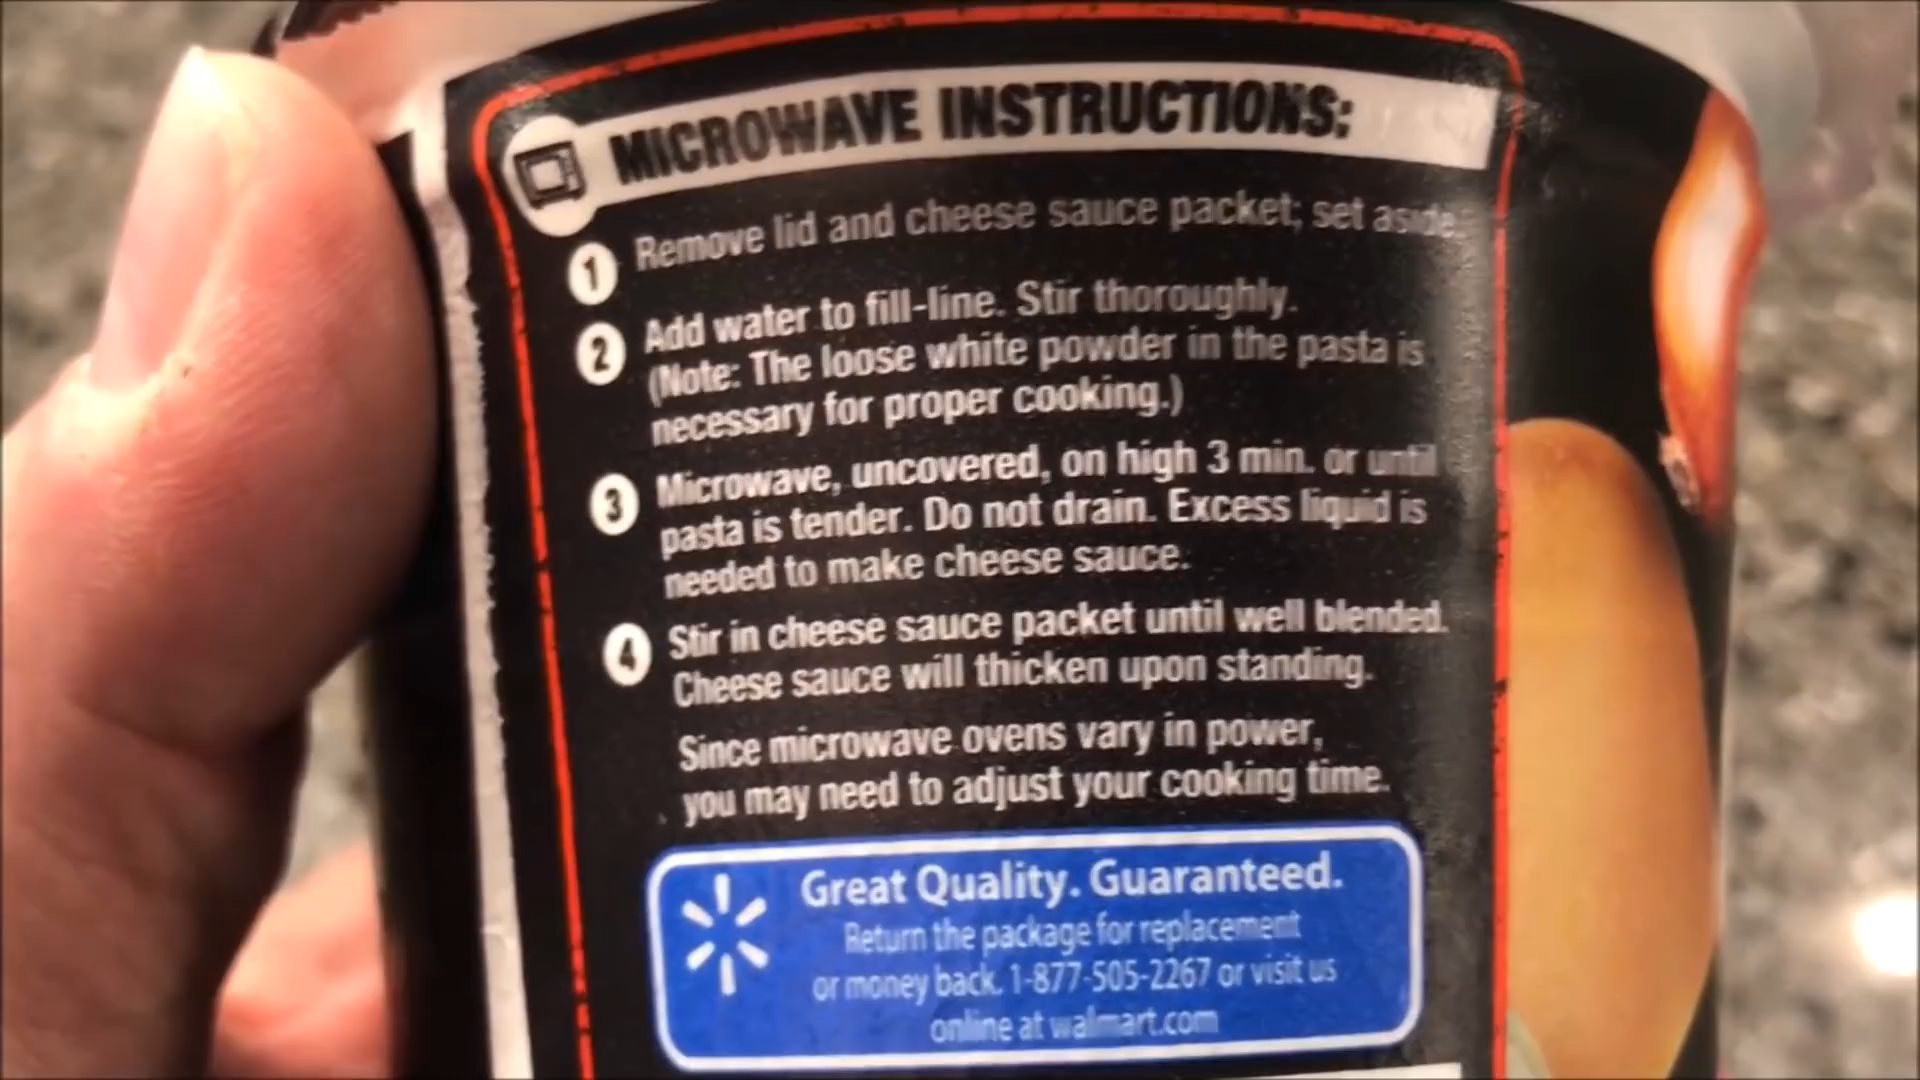 MICROWAVE INSTRUCTIONS:
1 Remove lid and cheese sauce packet; set aside.
2 Add water to fill-line. Stir thoroughly.
(Note: The loose white powder in the pasta is
necessary for proper cooking.)
3 Microwave, uncovered, on high 3 min. or until
pasta is tender. Do not drain. Excess liquid is
needed to make cheese sauce.
4 Stir in cheese sauce packet until well blended.
Cheese sauce will thicken upon standing.
Since microwave ovens vary in power,
you may need to adjust your cooking time.
Great Quality. Guaranteed.
Return the package for replacement
or money back. 1-877-505-2267 or visit us
online at walmart.com